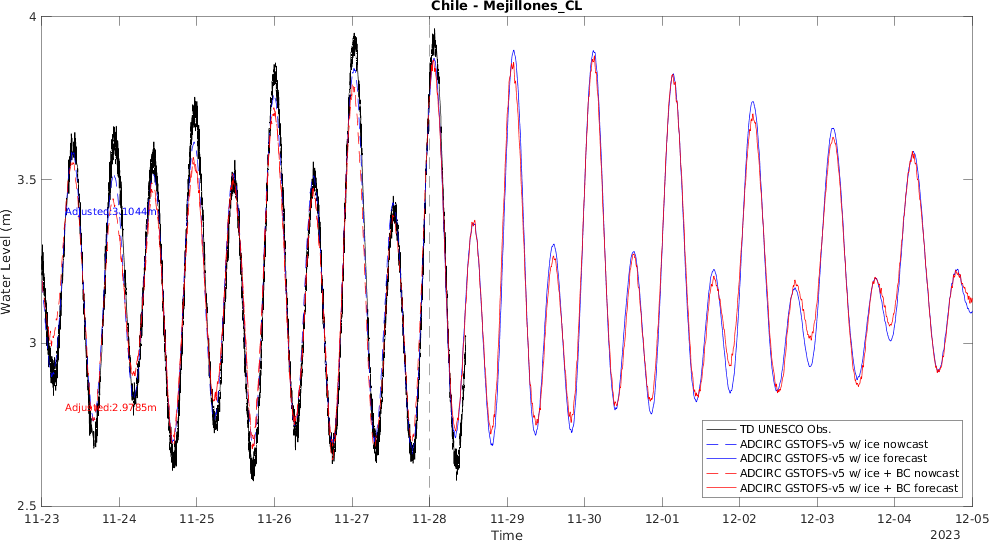 Chile - Mejillones_CL
4
3.5
3
2.5
Water Level (m)
Adjusted:3.1044m
Adjusted:2.9785m
TD UNESCO Obs.
ADCIRC GSTOFS-v5 w/ ice nowcast
ADCIRC GSTOFS-v5 w/ ice forecast
ADCIRC GSTOFS-v5 w/ ice + BC nowcast
ADCIRC GSTOFS-v5 w/ ice + BC forecast
11-23 11-24 11-25 11-26 11-27 11-28 11-29 11-30 12-01 12-02 12-03 12-04 12-05
Time
2023